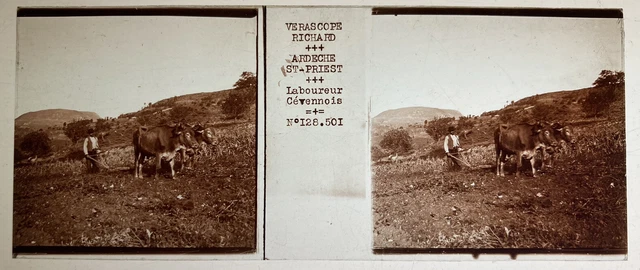 VERASCOPE
RICHARD
+++
ARDECHE
ST-PRIEST
+++
Laboureur
Cévennois
=+=
N°128.501